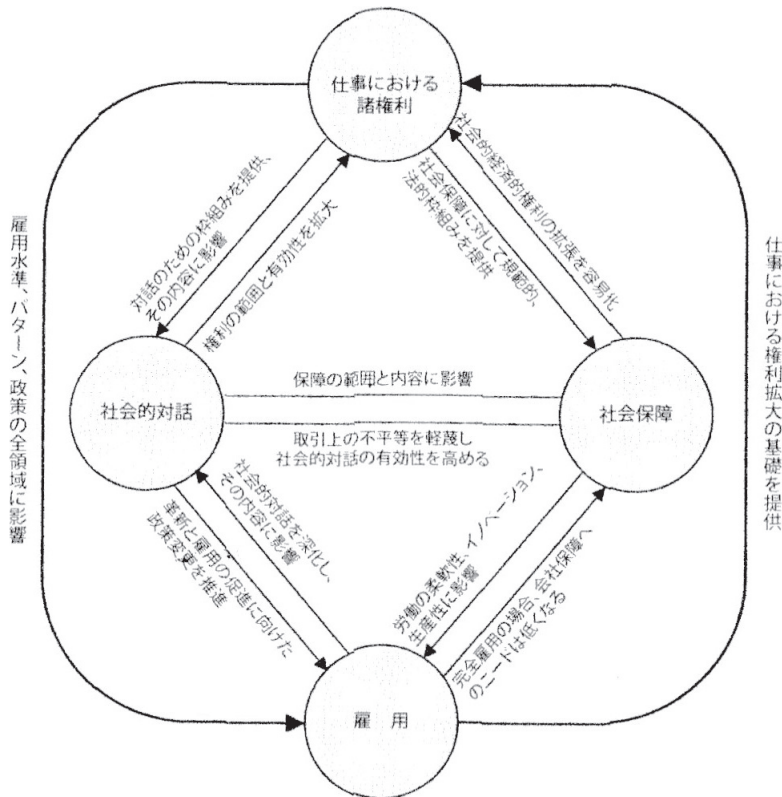 仕事における
諸権利
対話のための枠組みを提供、
その内容に影響
権利の範囲と有効性を拡大
社会的経済的権利の拡張を容易化
社会保障に対して規範的、
法的枠組みを提供
雇用水準、パターン、政策の全領域に影響
仕事における権利拡大の基礎を提供
社会的対話
保障の範囲と内容に影響
取引上の不平等を軽蔑し
社会的対話の有効性を高める
社会保障
社会的対話を深化し、
その内容に影響
革新と雇用の促進に向けた
政策変更を推進
労働の柔軟性、イノベーション、
生産性に影響
完全雇用の場合、会社保障へ
のニードは低くなる
雇　用